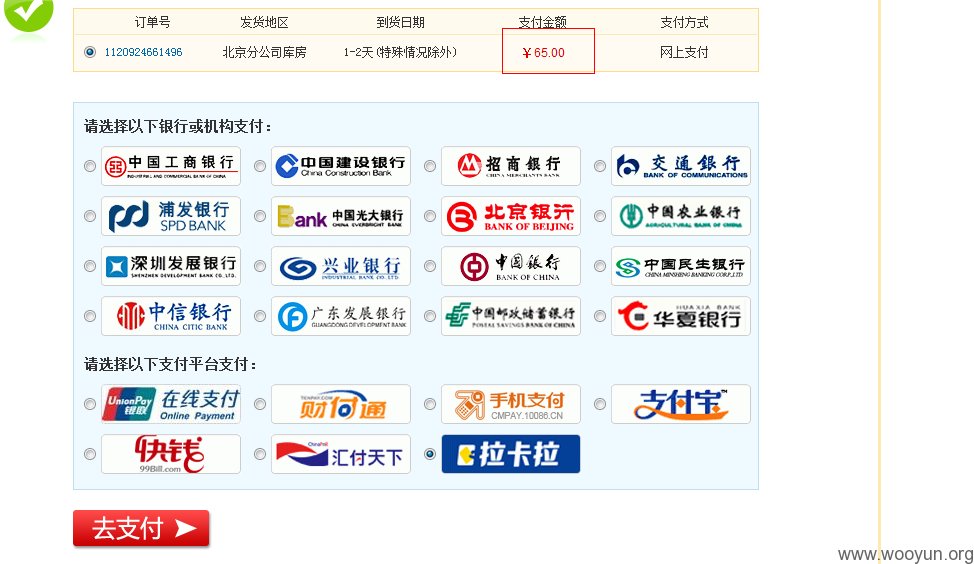 订单号 发货地区 到货日期 支付金额 支付方式
1120924661496 北京分公司库房 1-2天(特殊情况除外) ￥65.00 网上支付
请选择以下银行或机构支付：
中国工商银行 INDUSTRIAL AND COMMERCIAL BANK OF CHINA 中国建设银行 China Construction Bank 招商银行 CHINA MERCHANTS BANK 交通银行 BANK OF COMMUNICATIONS
浦发银行 SPD BANK Bank 中国光大银行 CHINA EVERBRIGHT BANK 北京银行 BANK OF BEIJING 中国农业银行 AGRICULTURAL BANK OF CHINA
深圳发展银行 SHENZHEN DEVELOPMENT BANK CO., LTD. 兴业银行 INDUSTRIAL BANK CO.,LTD. 中国银行 BANK OF CHINA 中国民生银行 CHINA MINSHENG BANKING CORP.,LTD
中信银行 CHINA CITIC BANK 广东发展银行 GUANGDONG DEVELOPMENT BANK 中国邮政储蓄银行 POSTAL SAVINGS BANK OF CHINA HUAXIA BANK 华夏银行
请选择以下支付平台支付：
UnionPay 银联 在线支付 Online Payment TENPAY.COM 财付通 手机支付 CMPAY.10086.CN 支付宝™
快钱 99Bill.com ChinaPnR 汇付天下 拉卡拉
去支付
www.wooyun.org